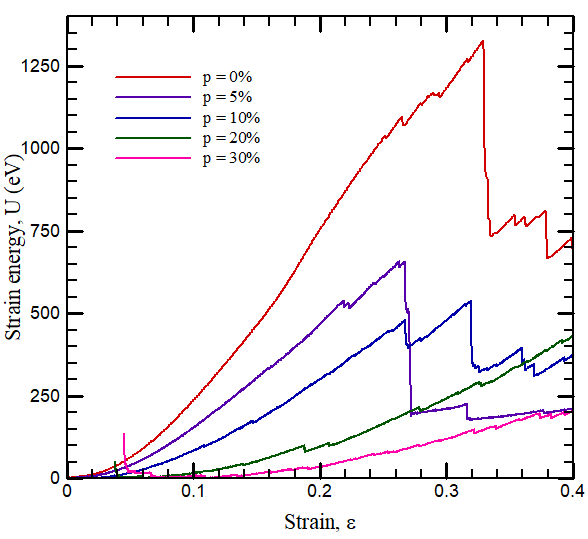 1250
1000
750
500
250
0
Strain energy, U (eV)
p = 0%
p = 5%
p = 10%
p = 20%
p = 30%
0
0.1
0.2
0.3
0.4
Strain, ε